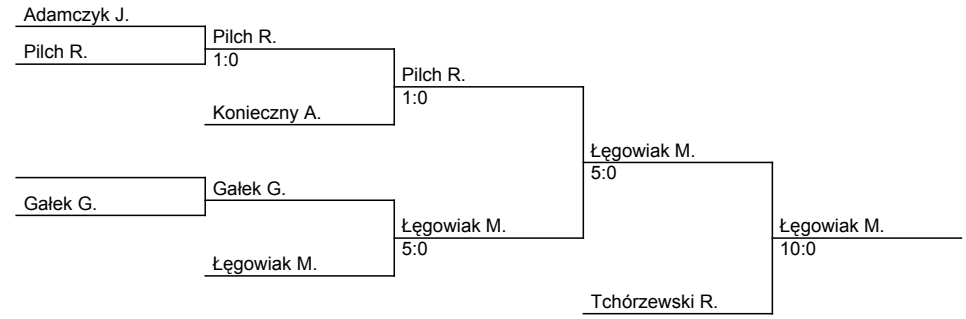 Adamczyk J.
Pilch R.
Pilch R.
1:0
Konieczny A.
Pilch R.
1:0
Gałek G.
Gałek G.
Łęgowiak M.
Łęgowiak M.
5:0
Łęgowiak M.
5:0
Tchórzewski R.
Łęgowiak M.
10:0